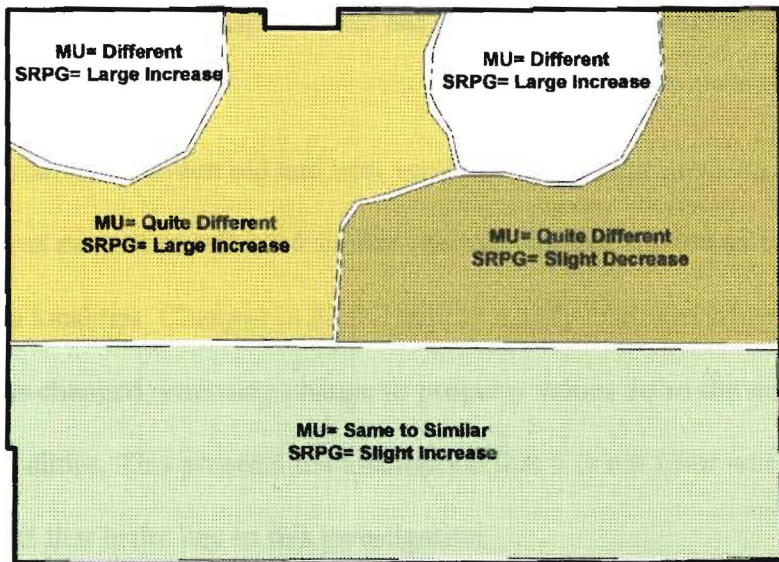 MU= Different
SRPG= Large Increase
MU= Different
SRPG= Large Increase
MU= Quite Different
SRPG= Large Increase
MU= Quite Different
SRPG= Slight Decrease
MU= Same to Similar
SRPG= Slight Increase